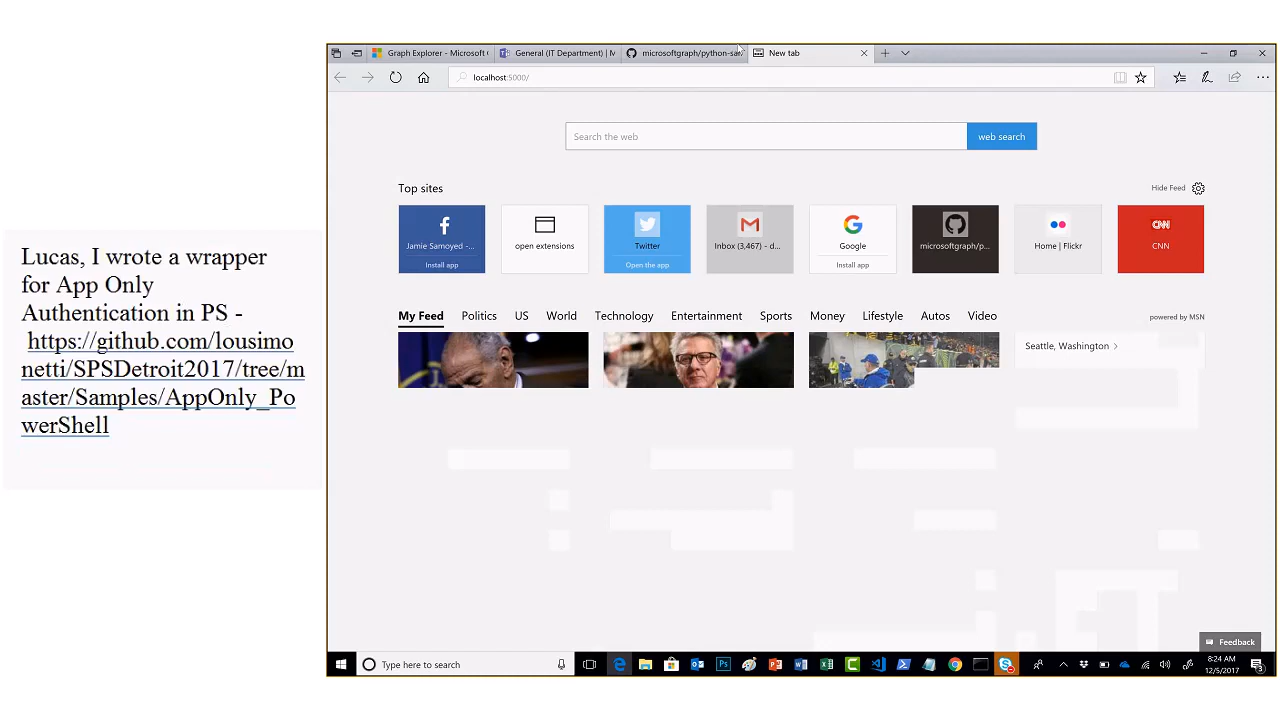 Lucas, I wrote a wrapper
for App Only
Authentication in PS -
https://github.com/lousimo
netti/SPSDetroit2017/tree/m
aster/Samples/AppOnly_Po
werShell
Graph Explorer - Microsoft
General (IT Department) | M
microsoftgraph/python-sam
New tab
localhost:5000/
Search the web
web search
Top sites
Hide Feed
Jamie Samoyed -...
Install app
open extensions
Twitter
Open the app
Inbox (3,467) - d...
Google
Install app
microsoftgraph/p...
Home | Flickr
CNN
CNN
My Feed Politics US World Technology Entertainment Sports Money Lifestyle Autos Video
powered by MSN
Seattle, Washington >
Feedback
Type here to search
8:24 AM
12/5/2017